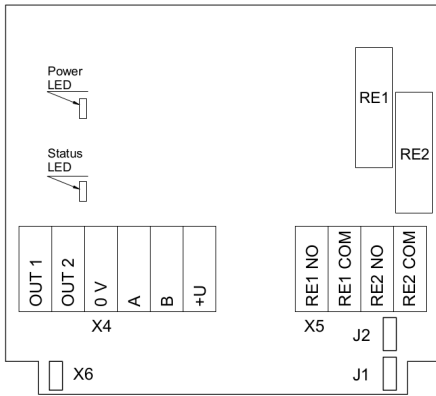 Power
LED
RE1
RE2
Status
LED
OUT 1
OUT 2
0 V
A
B
+U
RE1 NO
RE1 COM
RE2 NO
RE2 COM
X4
X5
J2
X6
J1